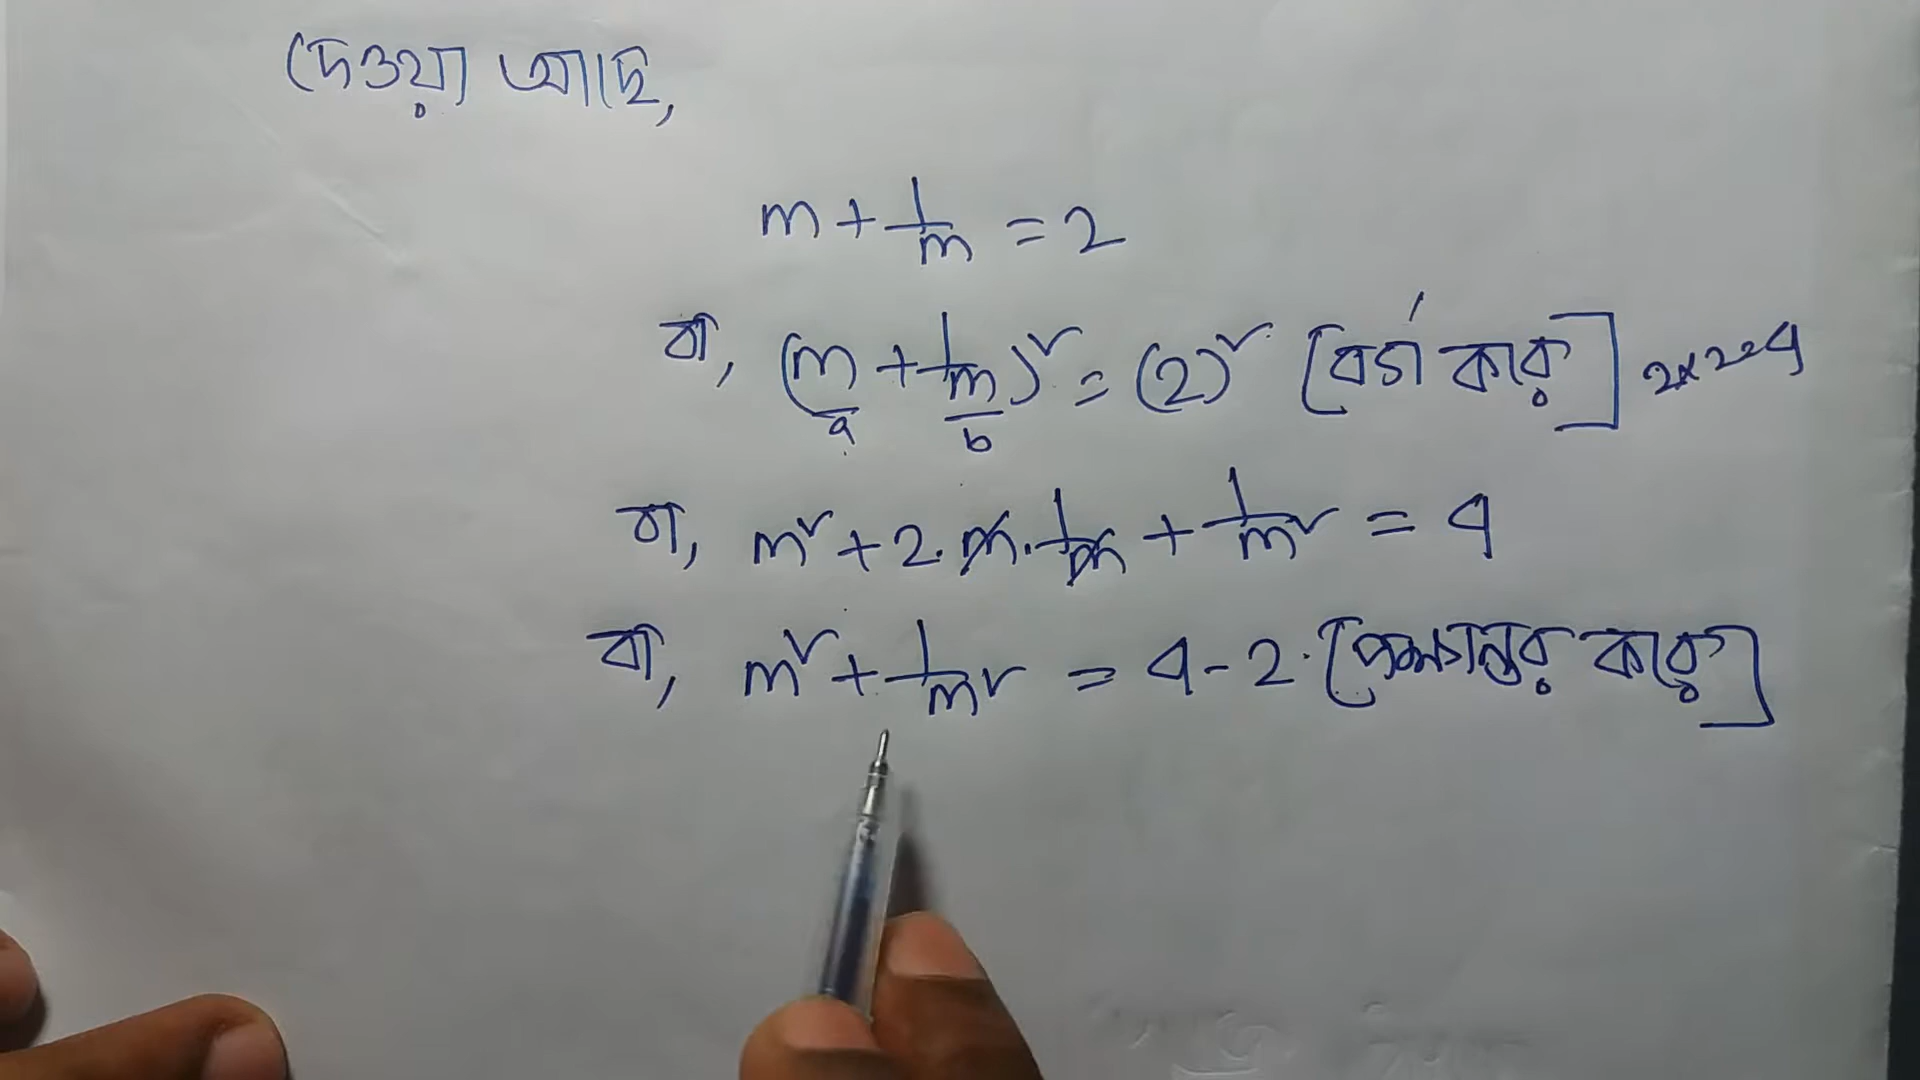 দেওয়া আছে,
m + 1/m = 2
বা, (m + 1/m)² = (2)² [বর্গ করে] 2×2=4
a b
বা, m² + 2·m·1/m + 1/m² = 4
বা, m² + 1/m² = 4-2 [পক্ষান্তর করে]